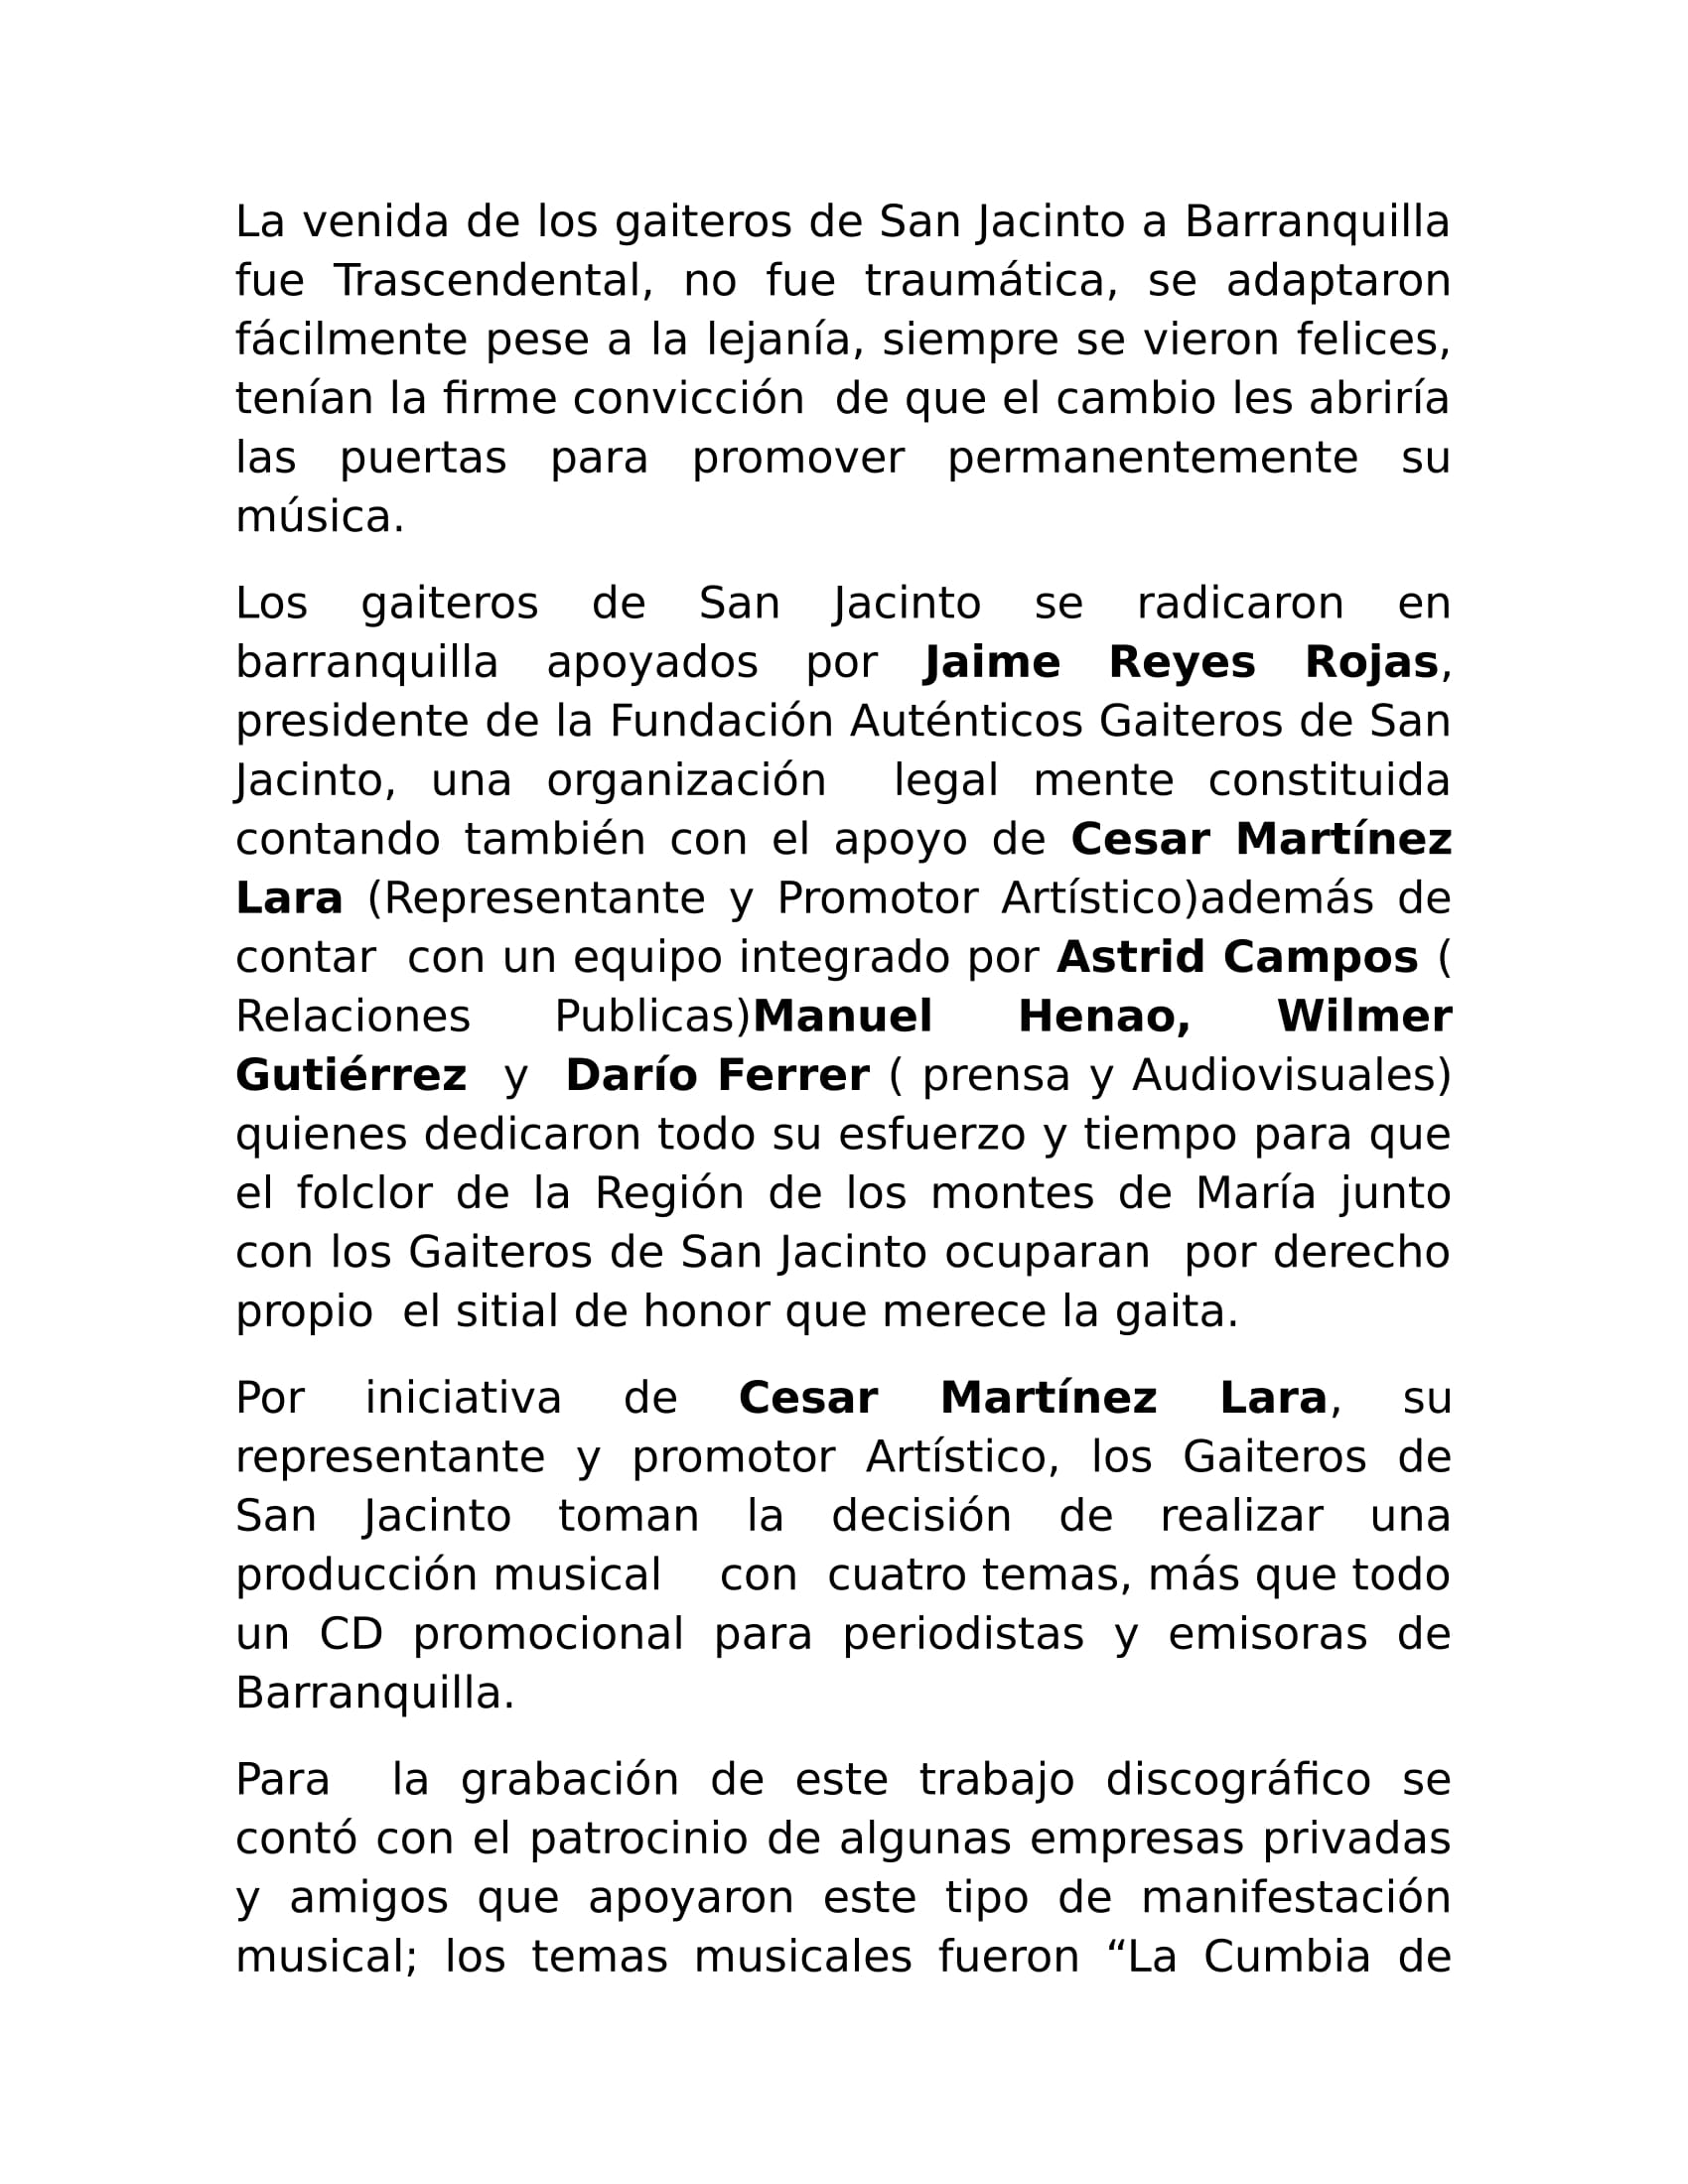 La venida de los gaiteros de San Jacinto a Barranquilla
fue Trascendental, no fue traumática, se adaptaron
fácilmente pese a la lejanía, siempre se vieron felices,
tenían la firme convicción  de que el cambio les abriría
las puertas para promover permanentemente su
música.
Los gaiteros de San Jacinto se radicaron en
barranquilla apoyados por Jaime Reyes Rojas,
presidente de la Fundación Auténticos Gaiteros de San
Jacinto, una organización  legal mente constituida
contando también con el apoyo de Cesar Martínez
Lara (Representante y Promotor Artístico)además de
contar  con un equipo integrado por Astrid Campos (
Relaciones Publicas)Manuel Henao, Wilmer
Gutiérrez  y  Darío Ferrer ( prensa y Audiovisuales)
quienes dedicaron todo su esfuerzo y tiempo para que
el folclor de la Región de los montes de María junto
con los Gaiteros de San Jacinto ocuparan  por derecho
propio  el sitial de honor que merece la gaita.
Por iniciativa de Cesar Martínez Lara, su
representante y promotor Artístico, los Gaiteros de
San Jacinto toman la decisión de realizar una
producción musical    con  cuatro temas, más que todo
un CD promocional para periodistas y emisoras de
Barranquilla.
Para  la grabación de este trabajo discográfico se
contó con el patrocinio de algunas empresas privadas
y amigos que apoyaron este tipo de manifestación
musical; los temas musicales fueron “La Cumbia de